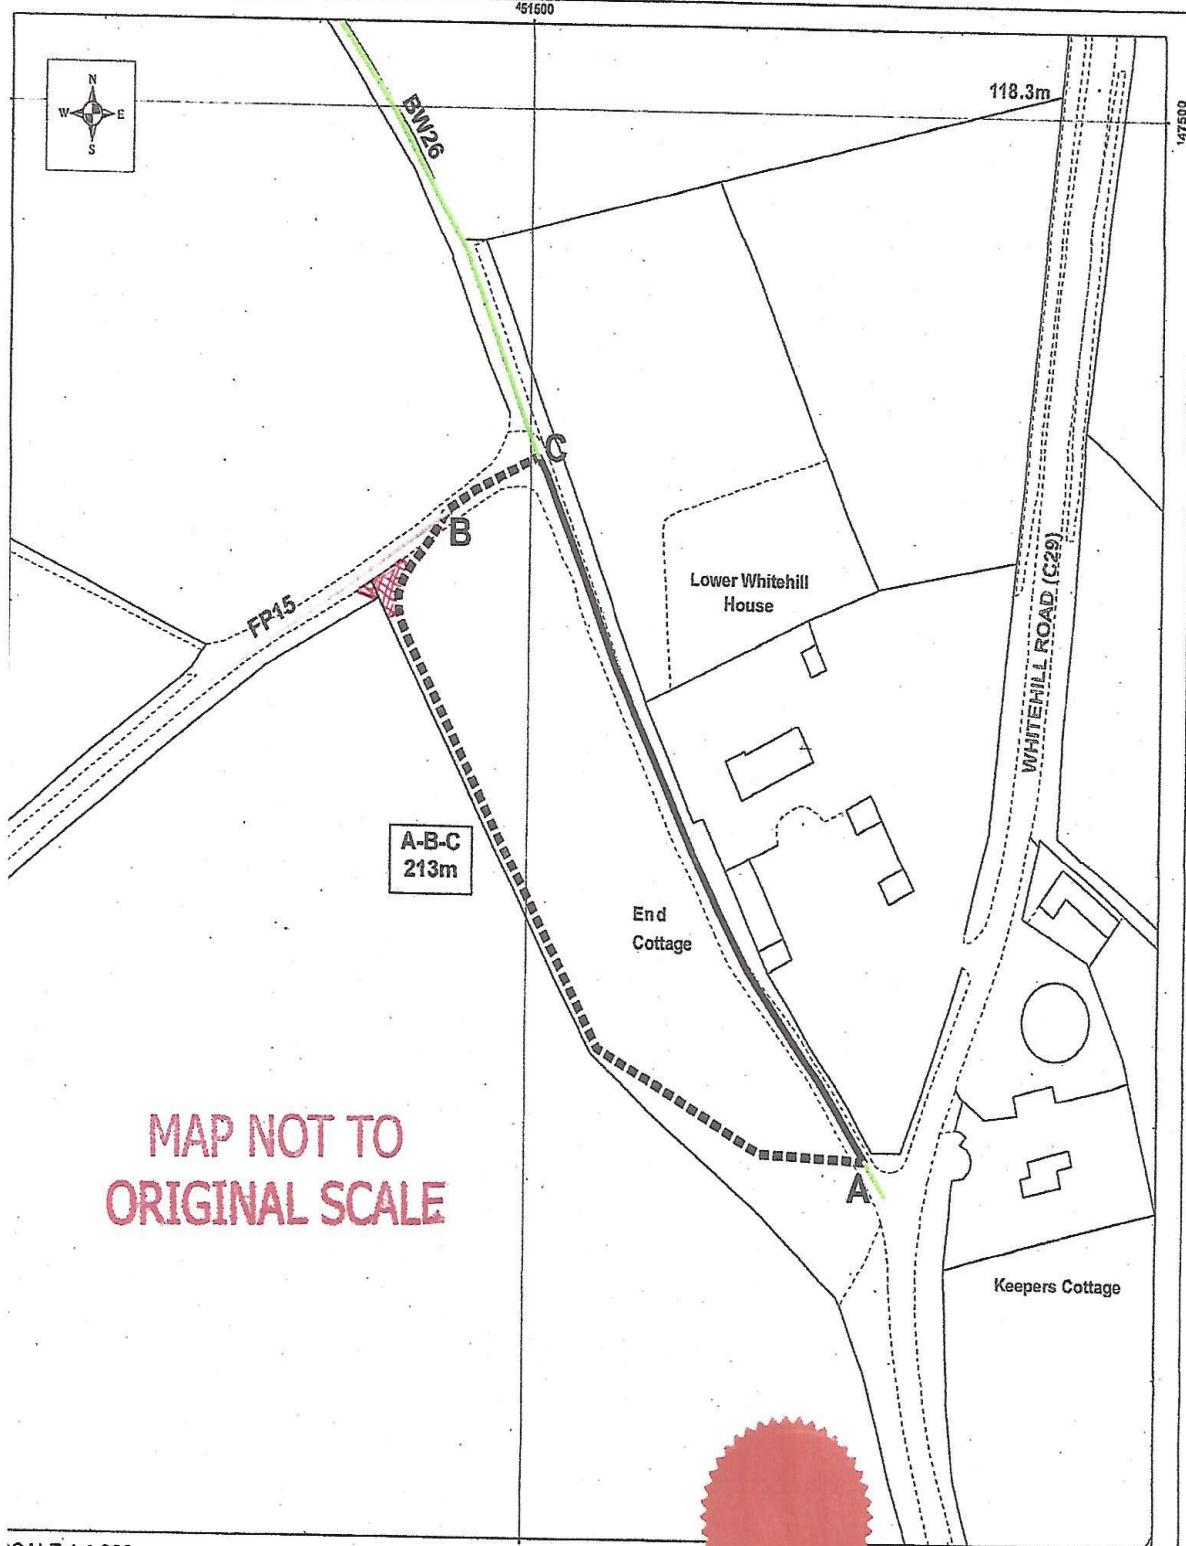 451500
N
W E
S
BW26
118.3m
147500
C
B
FP15
Lower Whitehill
House
WHITEHILL ROAD (C29)
A-B-C
213m
End
Cottage
MAP NOT TO
ORIGINAL SCALE
A
Keepers Cottage